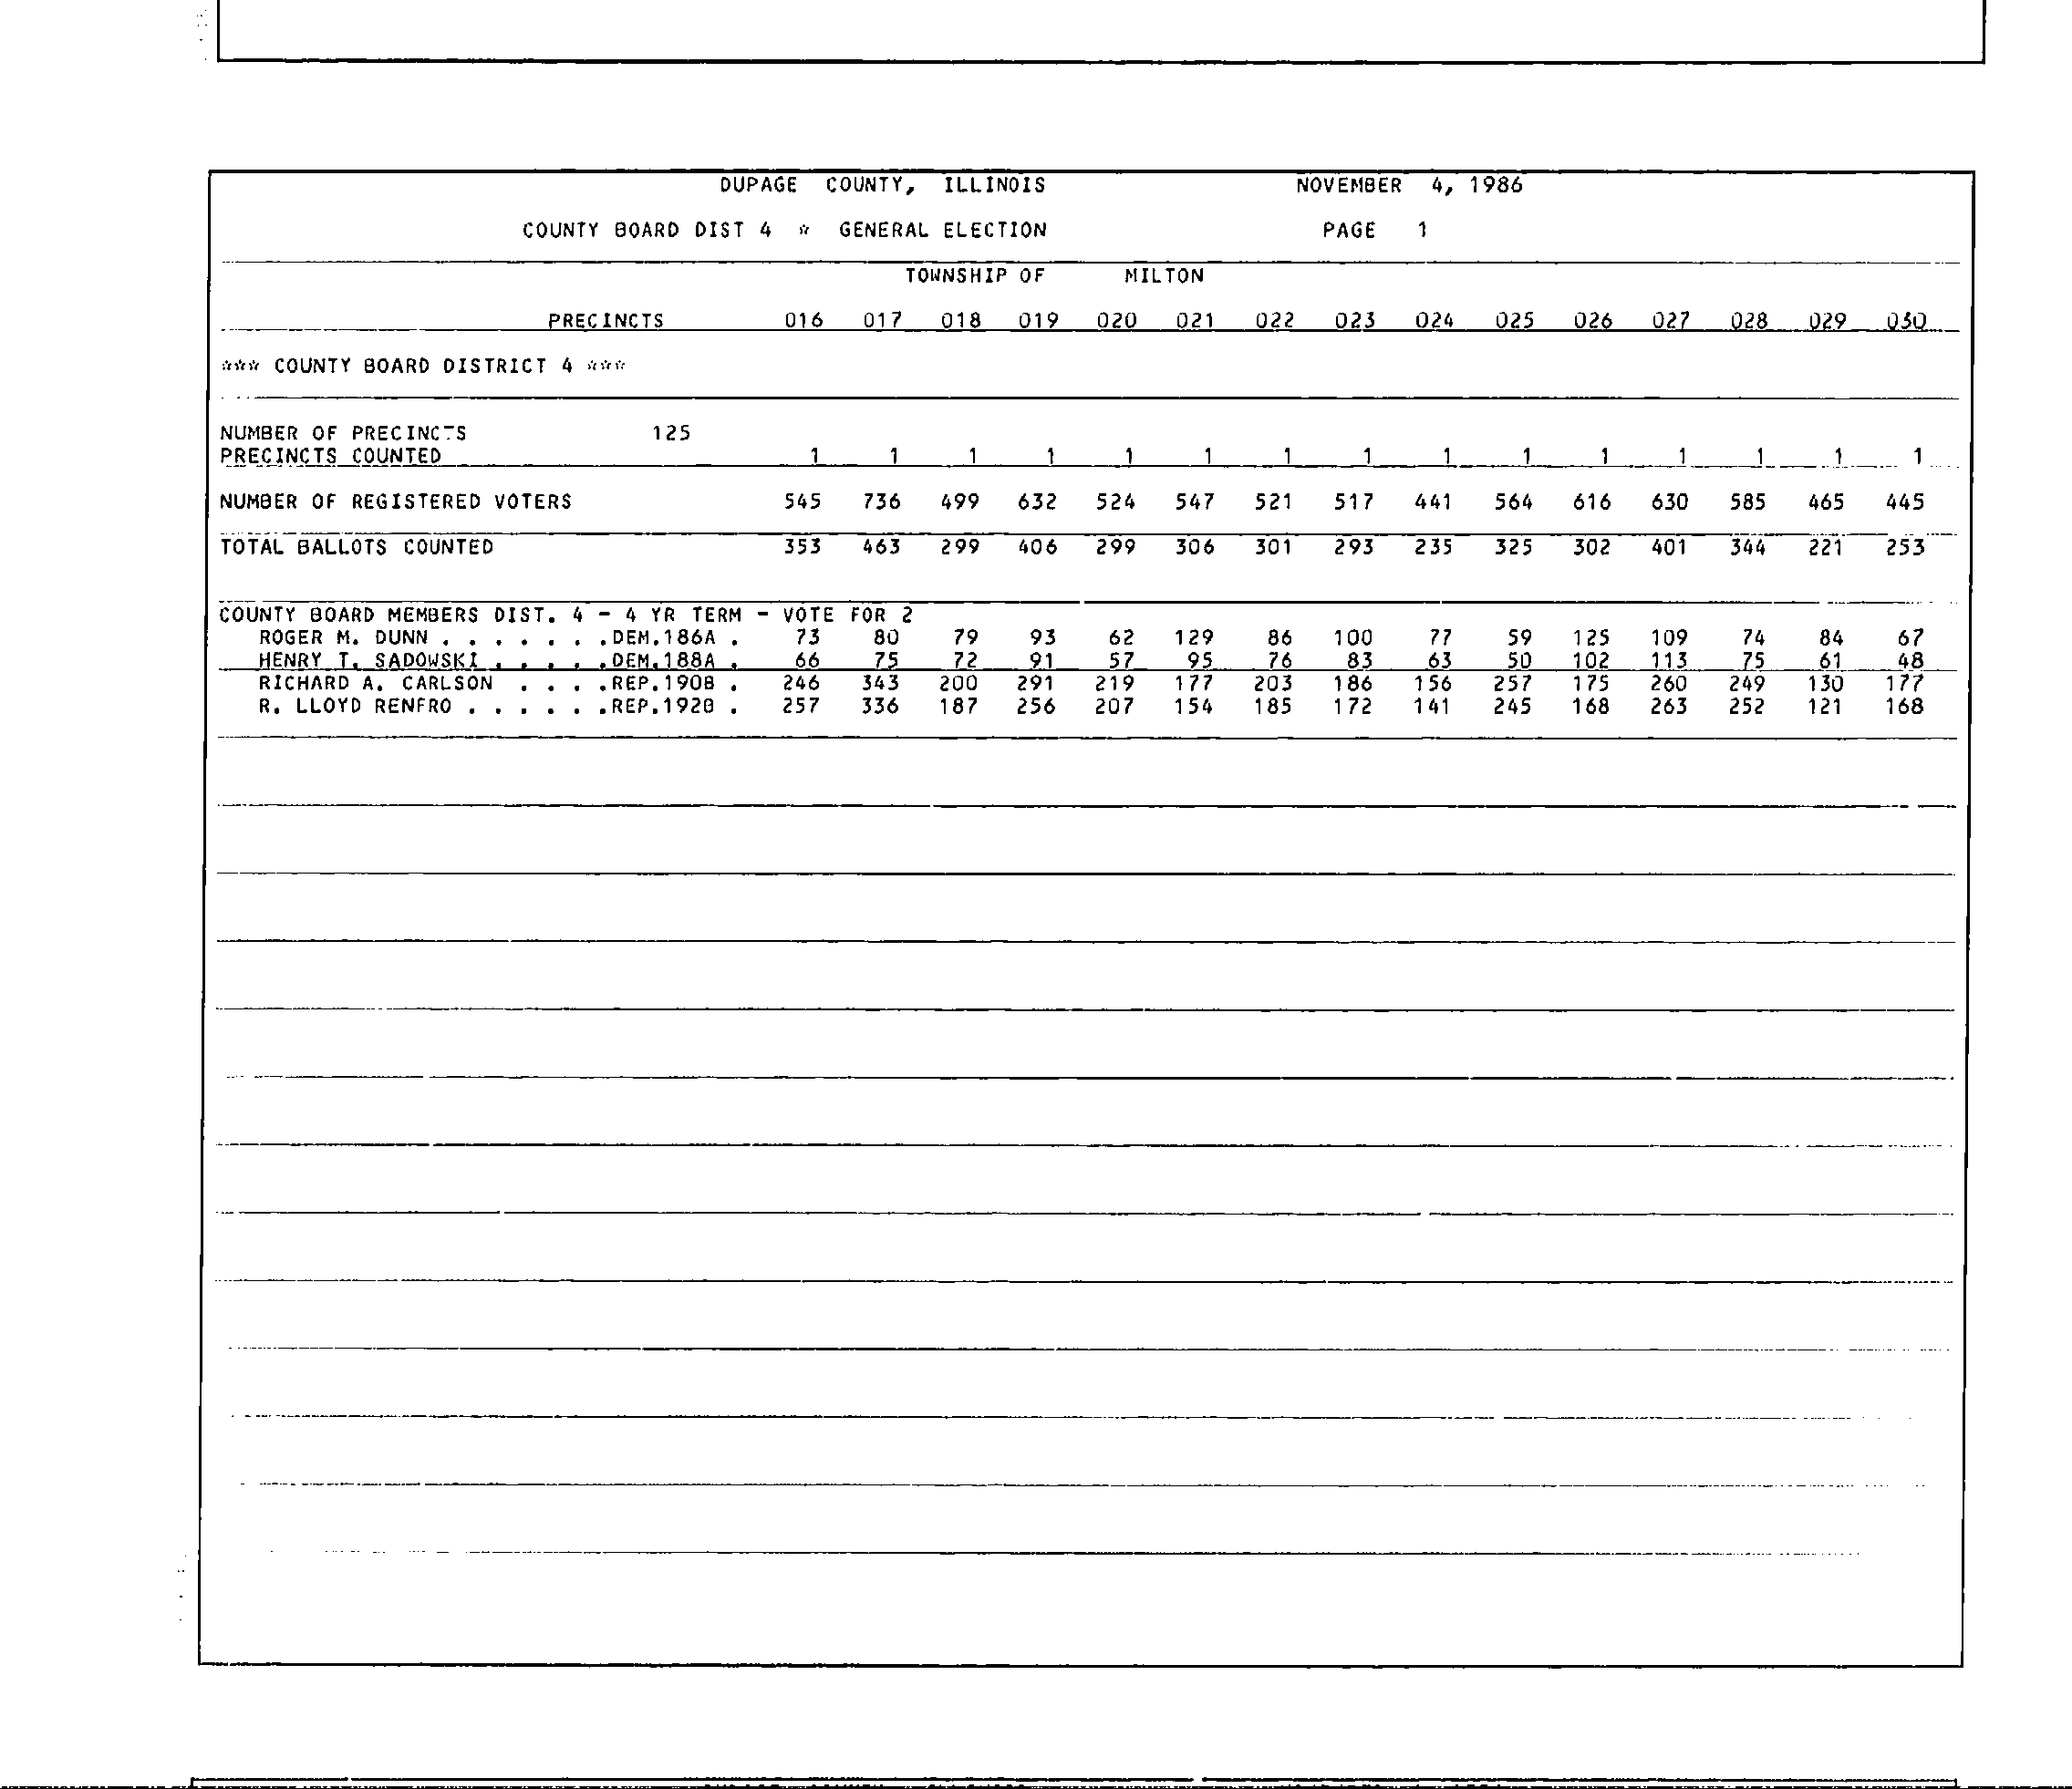 DUPAGE COUNTY, ILLINOIS NOVEMBER 4, 1986
COUNTY BOARD DIST 4 * GENERAL ELECTION PAGE 1
TOWNSHIP OF MILTON
PRECINCTS 016 017 018 019 020 021 022 023 024 025 026 027 028 029 030
*** COUNTY BOARD DISTRICT 4 ***
NUMBER OF PRECINCTS 125
PRECINCTS COUNTED 1 1 1 1 1 1 1 1 1 1 1 1 1 1 1
NUMBER OF REGISTERED VOTERS 545 736 499 632 524 547 521 517 441 564 616 630 585 465 445
TOTAL BALLOTS COUNTED 353 463 299 406 299 306 301 293 235 325 302 401 344 221 253
COUNTY BOARD MEMBERS DIST. 4 - 4 YR TERM - VOTE FOR 2
ROGER M. DUNN . . . . . . .DEM.186A . 73 80 79 93 62 129 86 100 77 59 125 109 74 84 67
HENRY T. SADOWSKI . . . . .DEM.188A . 66 75 72 91 57 95 76 83 63 50 102 113 75 61 48
RICHARD A. CARLSON . . . .REP.190B . 246 343 200 291 219 177 203 186 156 257 175 260 249 130 177
R. LLOYD RENFRO . . . . . .REP.192B . 257 336 187 256 207 154 185 172 141 245 168 263 252 121 168